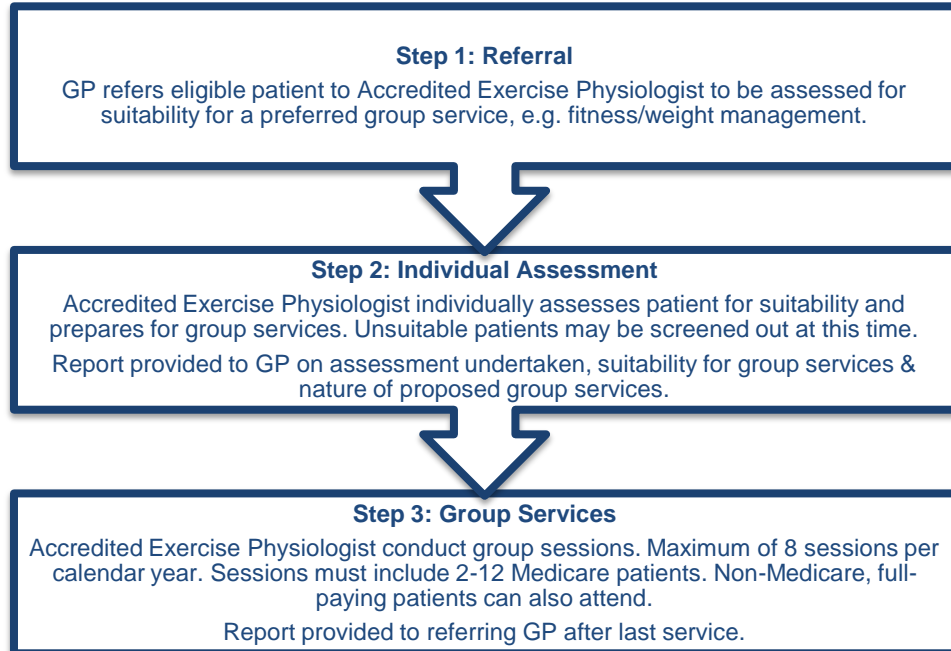 Step 1: Referral
GP refers eligible patient to Accredited Exercise Physiologist to be assessed for
suitability for a preferred group service, e.g. fitness/weight management.
Step 2: Individual Assessment
Accredited Exercise Physiologist individually assesses patient for suitability and
prepares for group services. Unsuitable patients may be screened out at this time.
Report provided to GP on assessment undertaken, suitability for group services &
nature of proposed group services.
Step 3: Group Services
Accredited Exercise Physiologist conduct group sessions. Maximum of 8 sessions per
calendar year. Sessions must include 2-12 Medicare patients. Non-Medicare, full-
paying patients can also attend.
Report provided to referring GP after last service.